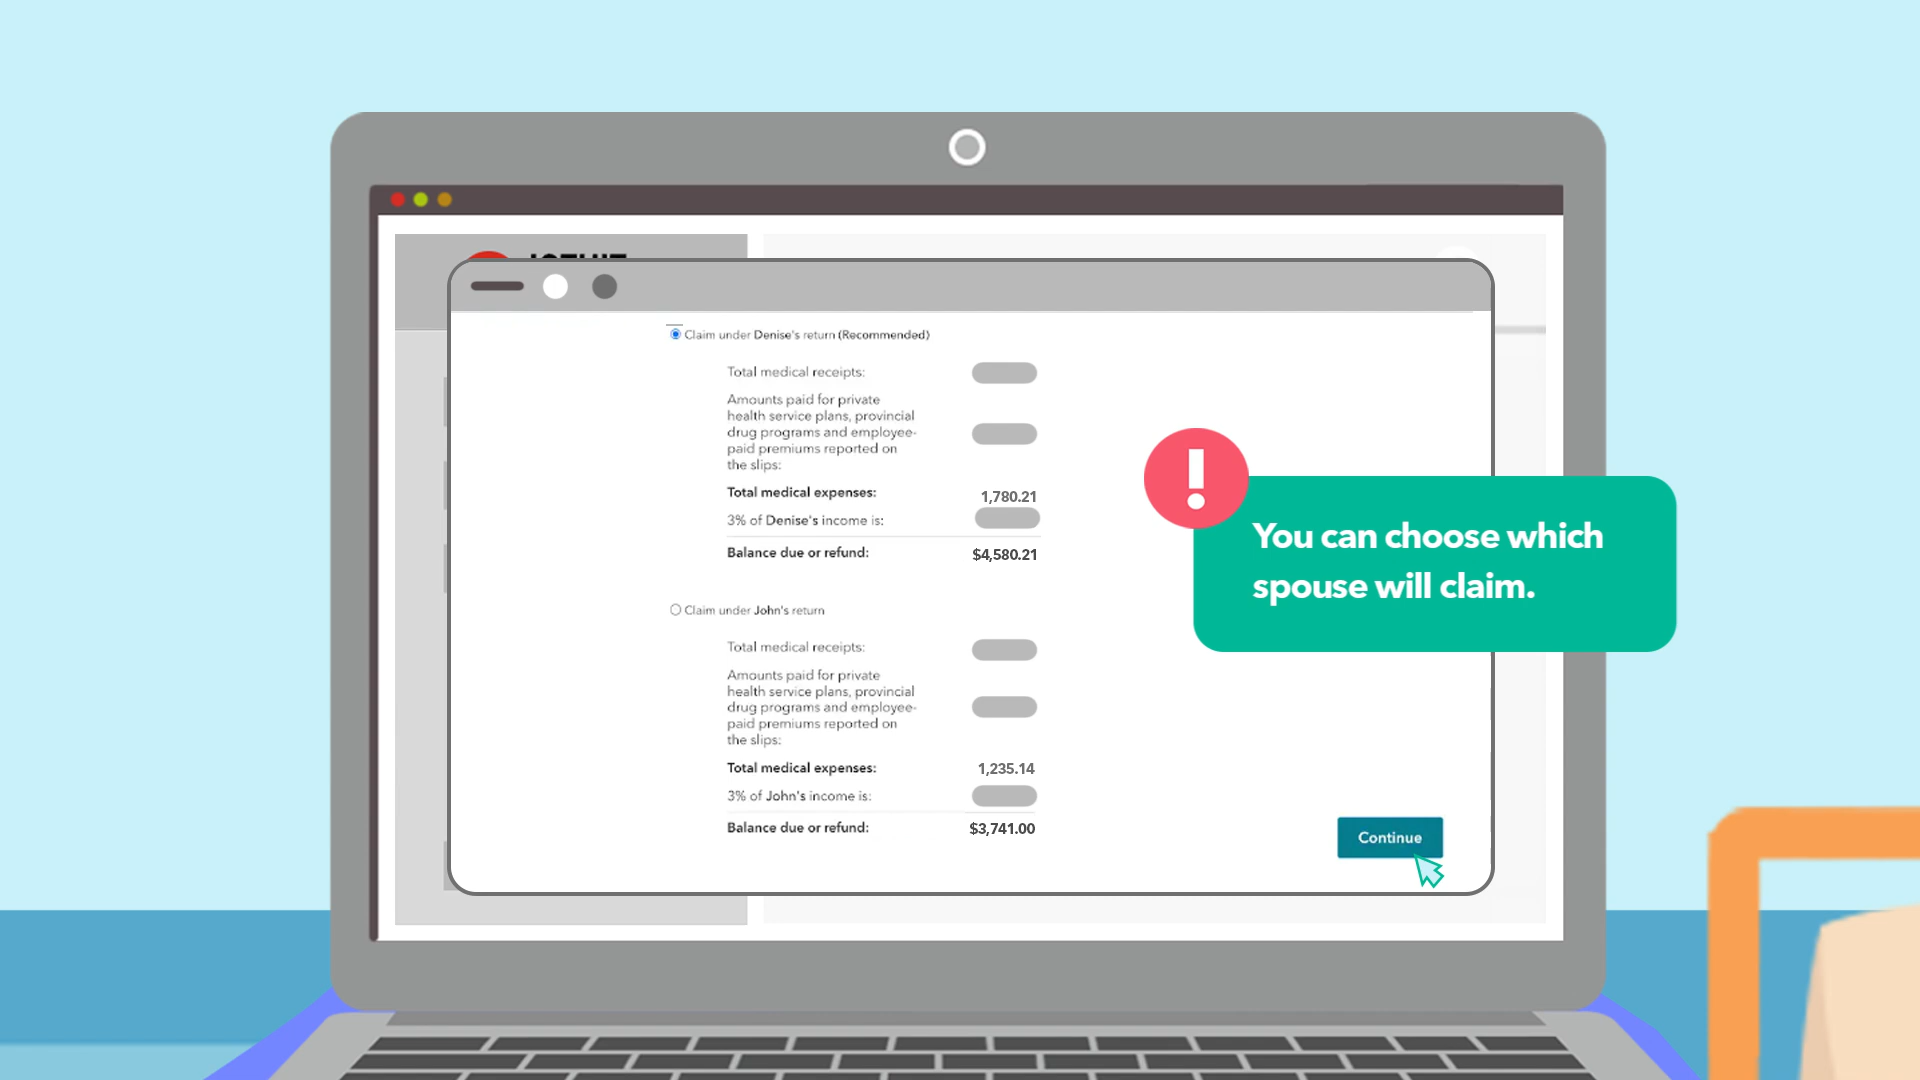 Claim under Denise's return (Recommended)
Total medical receipts:
Amounts paid for private
health service plans, provincial
drug programs and employee-
paid premiums reported on
the slips:
Total medical expenses: 1,780.21
3% of Denise's income is:
Balance due or refund: $4,580.21
You can choose which
spouse will claim.
Claim under John's return
Total medical receipts:
Amounts paid for private
health service plans, provincial
drug programs and employee-
paid premiums reported on
the slips:
Total medical expenses: 1,235.14
3% of John's income is:
Balance due or refund: $3,741.00
Continue